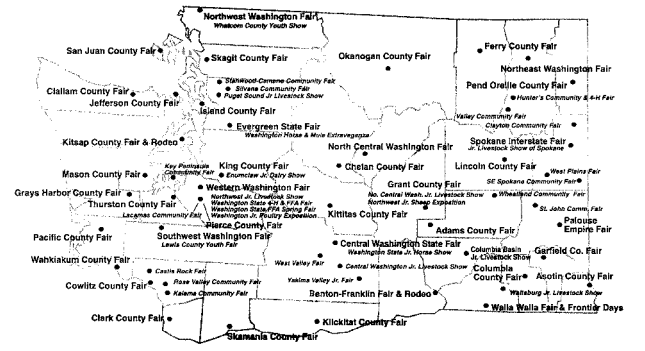 Northwest Washington Fair
Whatcom County Youth Show
San Juan County Fair
Skagit County Fair
Okanogan County Fair
Ferry County Fair
Northeast Washington Fair
Stanwood-Camano Community Fair
Silvana Community Fair
Puget Sound Jr Livestock Show
Clallam County Fair
Jefferson County Fair
Island County Fair
Pend Oreille County Fair
Hunter's Community & 4-H Fair
Valley Community Fair
Clayton Community Fair
Evergreen State Fair
Washington Horse & Mule Extravaganza
Kitsap County Fair & Rodeo
North Central Washington Fair
Spokane Interstate Fair
Jr. Livestock Show of Spokane
Key Peninsula
Community Fair
King County Fair
Enumclaw Jr. Dairy Show
Chelan County Fair
Lincoln County Fair
West Plains Fair
SE Spokane Community Fair
Mason County Fair
Western Washington Fair
Northwest Jr. Livestock Show
Washington State 4-H & FFA Fair
Washington State FFA Spring Fair
Washington Jr. Poultry Exposition
Grant County Fair
No. Central Wash. Jr. Livestock Show
Northwest Jr. Sheep Exposition
Wheatland Community Fair
Grays Harbor County Fair
Thurston County Fair
Lacamas Community Fair
Kittitas County Fair
St. John Comm. Fair
Pierce County Fair
Adams County Fair
Palouse
Empire Fair
Pacific County Fair
Southwest Washington Fair
Lewis County Youth Fair
Central Washington State Fair
Washington State Jr. Horse Show
Columbia Basin
Jr. Livestock Show
Garfield Co. Fair
Wahkiakum County Fair
Castle Rock Fair
West Valley Fair
Central Washington Jr. Livestock Show
Columbia
County Fair
Asotin County Fair
Cowlitz County Fair
Rose Valley Community Fair
Kalama Community Fair
Yakima Valley Jr. Fair
Benton-Franklin Fair & Rodeo
Waitsburg Jr. Livestock Show
Walla Walla Fair & Frontier Days
Clark County Fair
Skamania County Fair
Klickitat County Fair